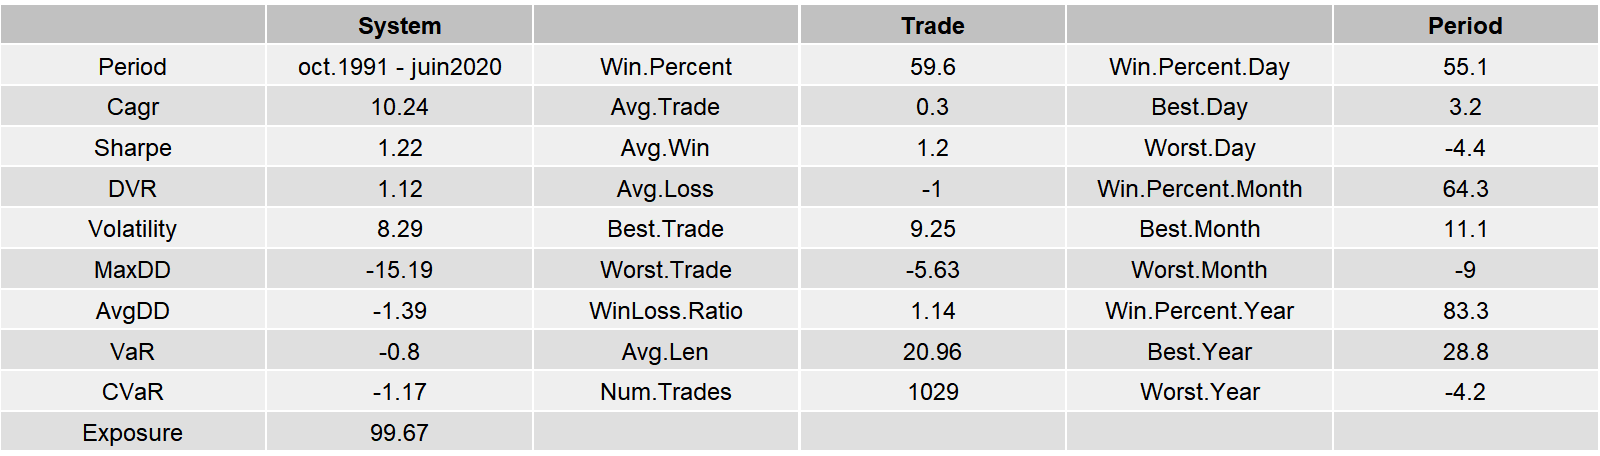 System Trade Period
Period oct.1991 - juin2020 Win.Percent 59.6 Win.Percent.Day 55.1
Cagr 10.24 Avg.Trade 0.3 Best.Day 3.2
Sharpe 1.22 Avg.Win 1.2 Worst.Day -4.4
DVR 1.12 Avg.Loss -1 Win.Percent.Month 64.3
Volatility 8.29 Best.Trade 9.25 Best.Month 11.1
MaxDD -15.19 Worst.Trade -5.63 Worst.Month -9
AvgDD -1.39 WinLoss.Ratio 1.14 Win.Percent.Year 83.3
VaR -0.8 Avg.Len 20.96 Best.Year 28.8
CVaR -1.17 Num.Trades 1029 Worst.Year -4.2
Exposure 99.67